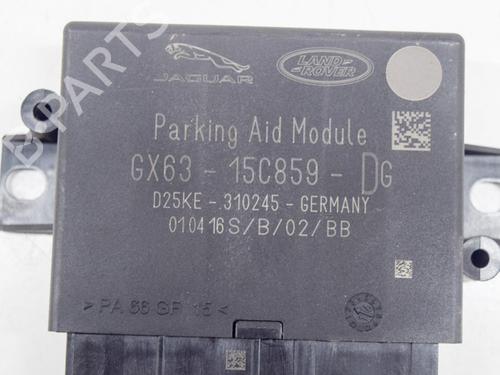 B-PARTS
JAGUAR
LAND ROVER
Parking Aid Module
GX63 - 15C859 - DG
D25KE - 310245 - GERMANY
010416S/B/02/BB
>PA 66 GF 15<